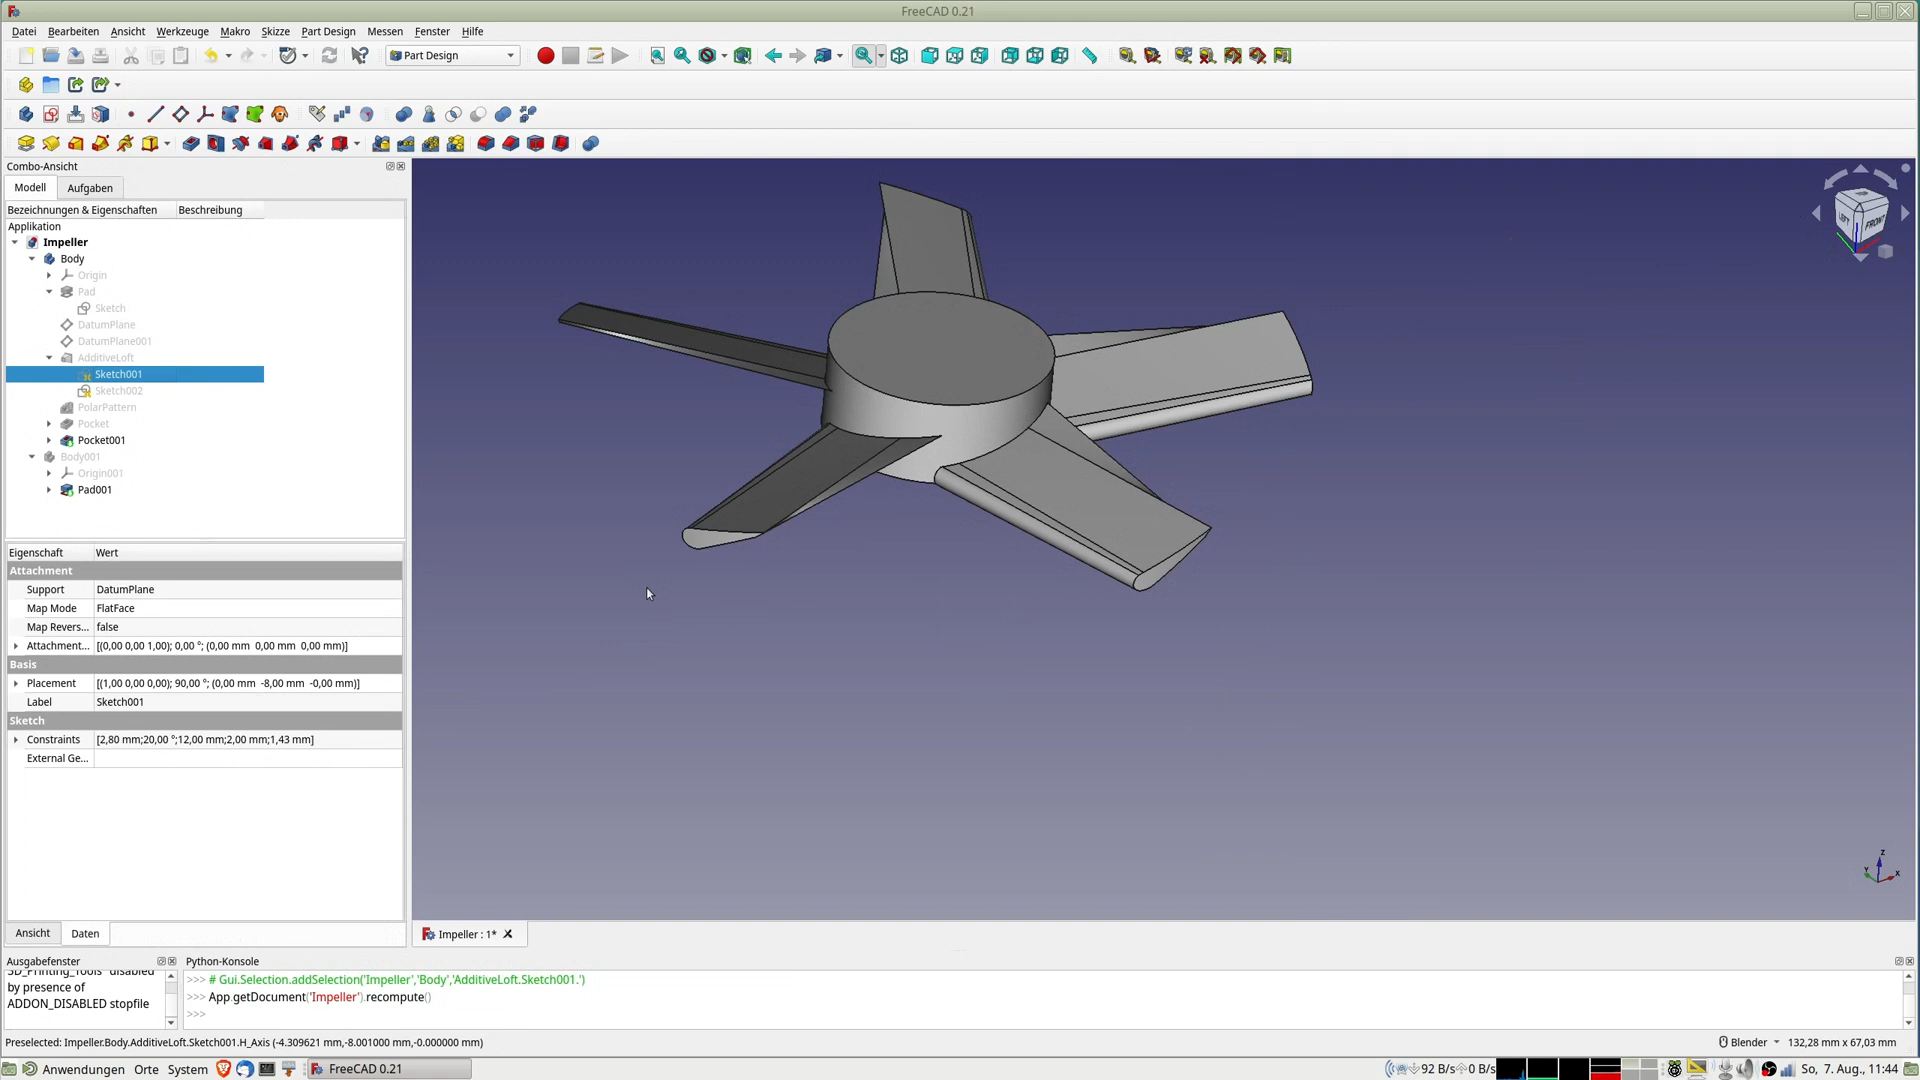 FreeCAD 0.21
Datei Bearbeiten Ansicht Werkzeuge Makro Skizze Part Design Messen Fenster Hilfe
Part Design
Combo-Ansicht
Modell Aufgaben
Bezeichnungen & Eigenschaften Beschreibung
Applikation
Impeller
Body
Origin
Pad
Sketch
DatumPlane
DatumPlane001
AdditiveLoft
Sketch001
Sketch002
PolarPattern
Pocket
Pocket001
Body001
Origin001
Pad001
LEFT FRONT
Eigenschaft Wert
Attachment
Support DatumPlane
Map Mode FlatFace
Map Revers... false
Attachment... [(0,00 0,00 1,00); 0,00 °; (0,00 mm 0,00 mm 0,00 mm)]
Basis
Placement [(1,00 0,00 0,00); 90,00 °; (0,00 mm -8,00 mm -0,00 mm)]
Label Sketch001
Sketch
Constraints [2,80 mm;20,00 °;12,00 mm;2,00 mm;1,43 mm]
External Ge...
Z
Y
X
Ansicht Daten
Impeller : 1*
Ausgabefenster
3D_Printing_Tools' disabled
by presence of
ADDON_DISABLED stopfile
Python-Konsole
>>> # Gui.Selection.addSelection('Impeller','Body','AdditiveLoft.Sketch001.')
>>> App.getDocument('Impeller').recompute()
>>>
Preselected: Impeller.Body.AdditiveLoft.Sketch001.H_Axis (-4.309621 mm,-8.001000 mm,-0.000000 mm)
Blender 132,28 mm x 67,03 mm
Anwendungen Orte System FreeCAD 0.21 92 B/s 0 B/s So, 7. Aug., 11:44